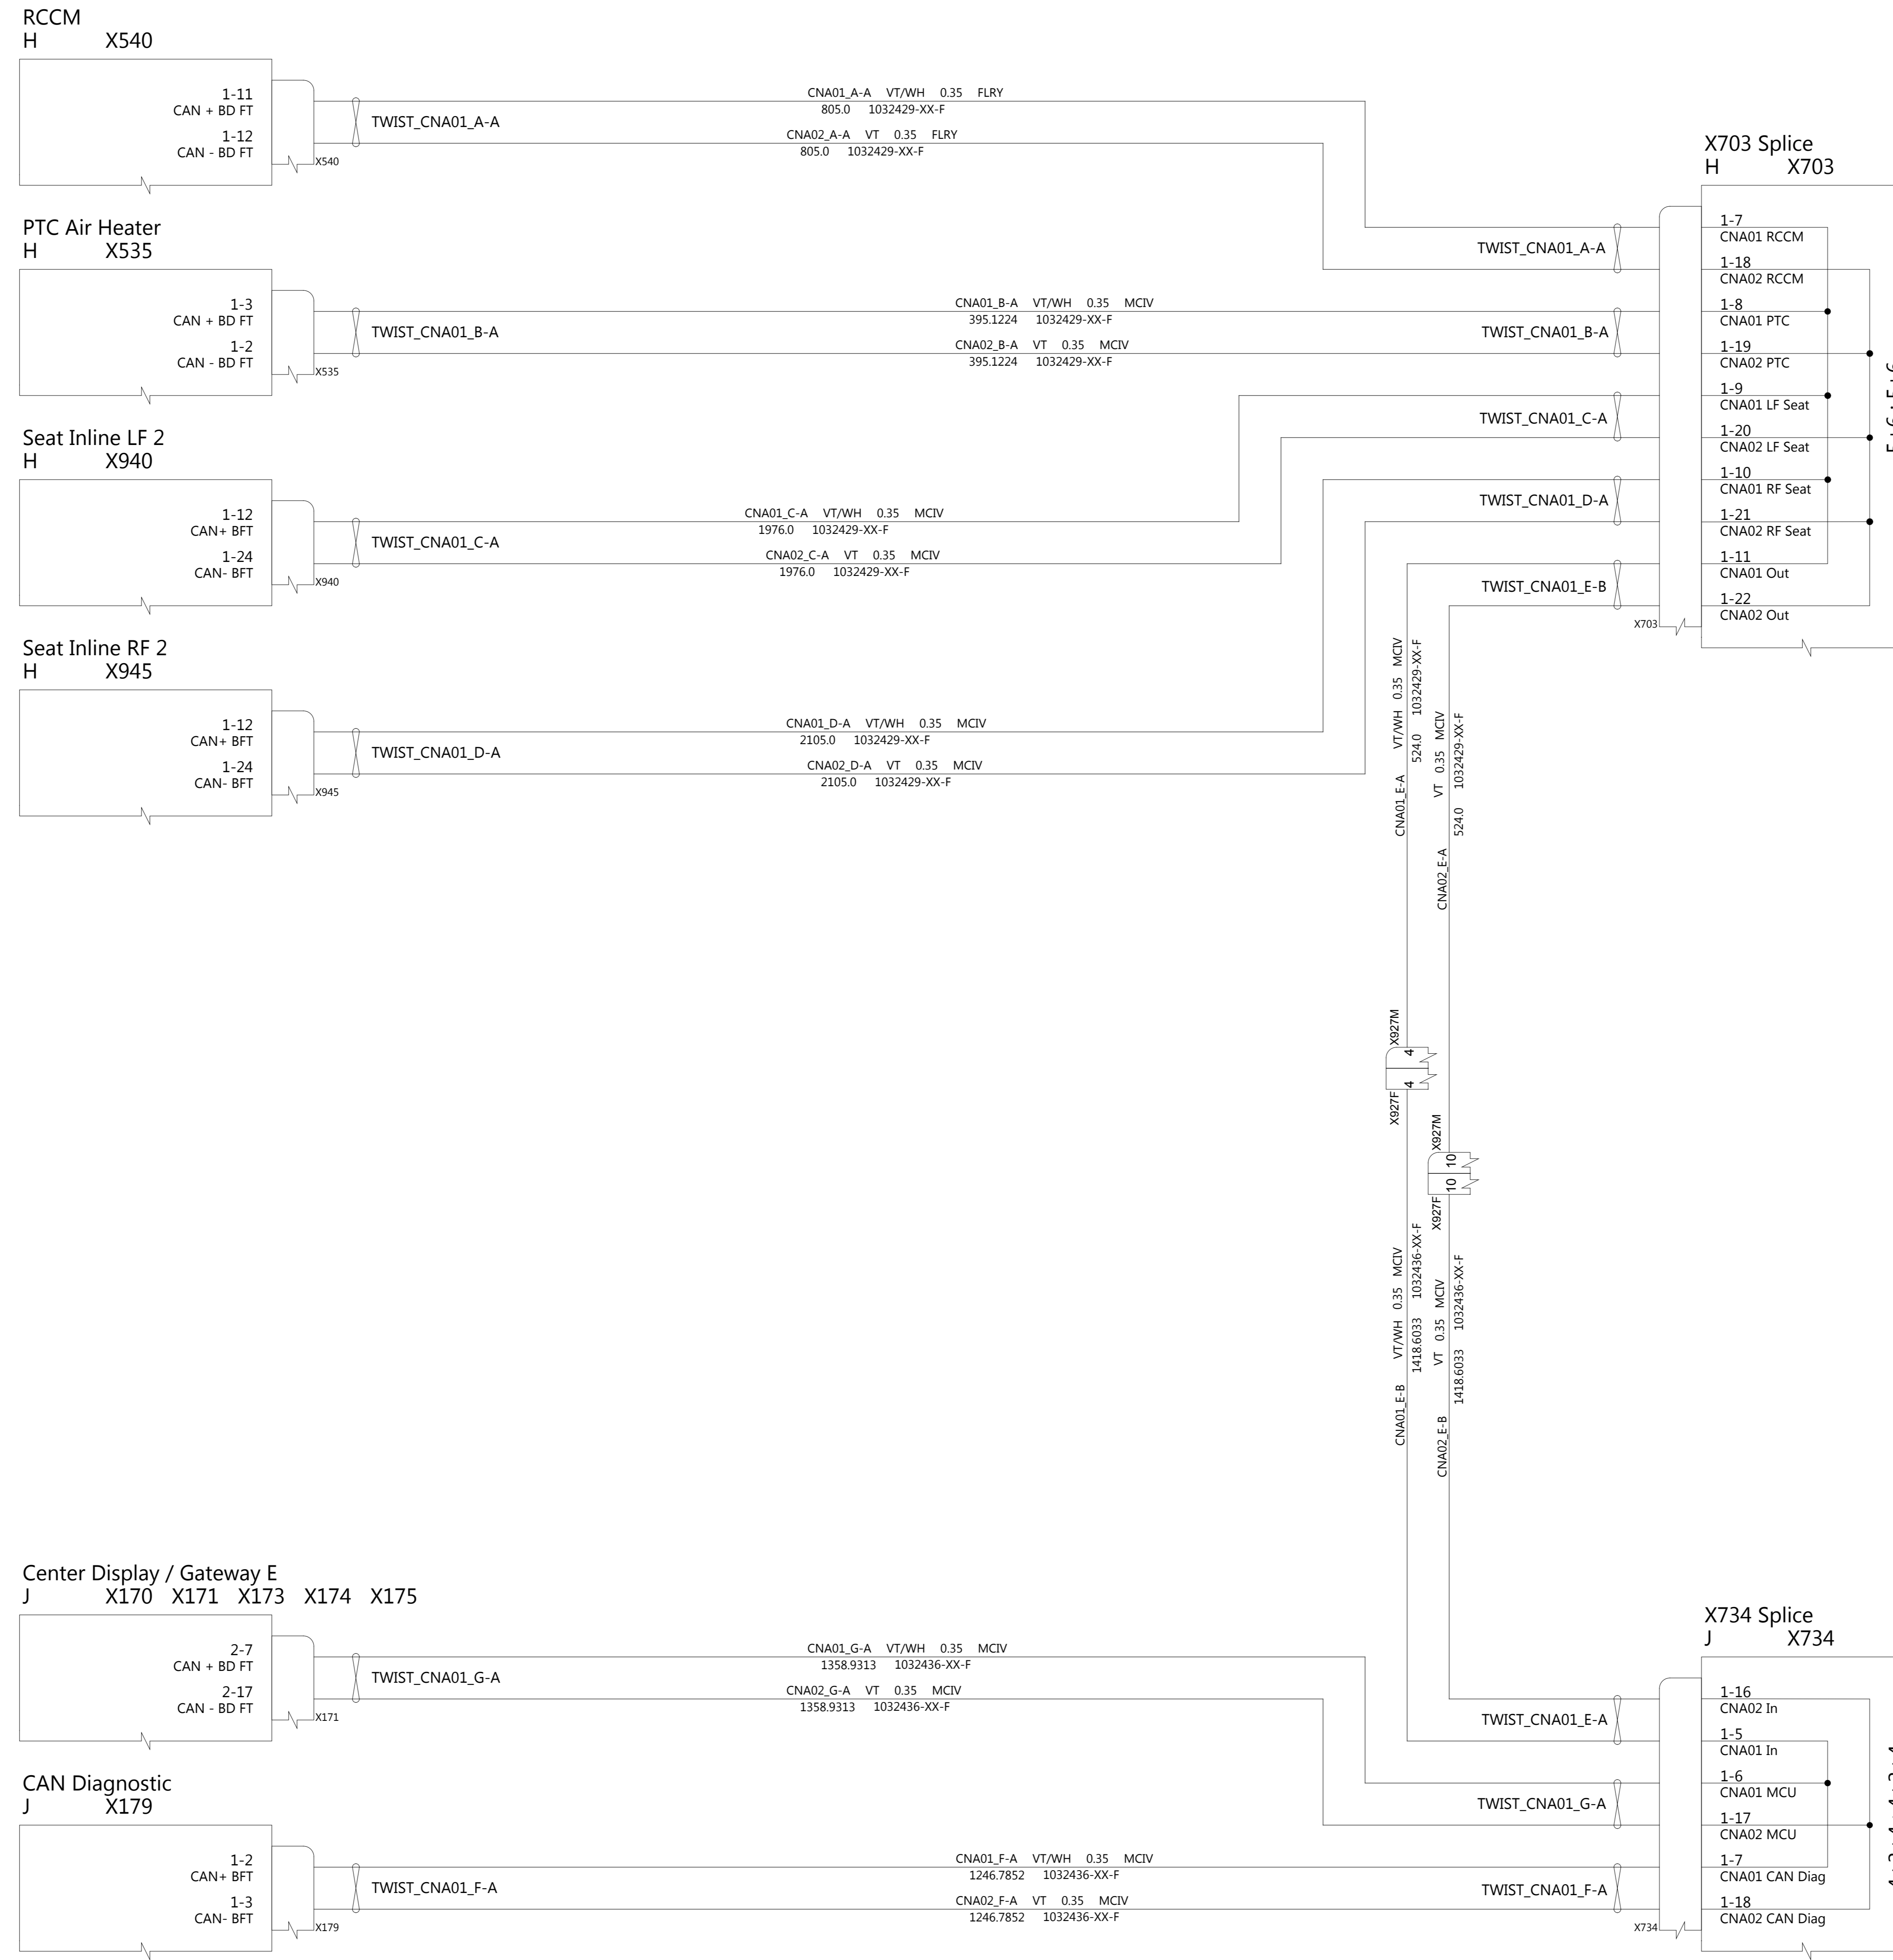 RCCM
H X540
1-11
CAN + BD FT
1-12
CAN - BD FT
X540
TWIST_CNA01_A-A
CNA01_A-A VT/WH 0.35 FLRY
805.0 1032429-XX-F
CNA02_A-A VT 0.35 FLRY
805.0 1032429-XX-F
PTC Air Heater
H X535
1-3
CAN + BD FT
1-2
CAN - BD FT
X535
TWIST_CNA01_B-A
CNA01_B-A VT/WH 0.35 MCIV
395.1224 1032429-XX-F
CNA02_B-A VT 0.35 MCIV
395.1224 1032429-XX-F
Seat Inline LF 2
H X940
1-12
CAN+ BFT
1-24
CAN- BFT
X940
TWIST_CNA01_C-A
CNA01_C-A VT/WH 0.35 MCIV
1976.0 1032429-XX-F
CNA02_C-A VT 0.35 MCIV
1976.0 1032429-XX-F
Seat Inline RF 2
H X945
1-12
CAN+ BFT
1-24
CAN- BFT
X945
TWIST_CNA01_D-A
CNA01_D-A VT/WH 0.35 MCIV
2105.0 1032429-XX-F
CNA02_D-A VT 0.35 MCIV
2105.0 1032429-XX-F
X703 Splice
H X703
TWIST_CNA01_A-A
TWIST_CNA01_B-A
TWIST_CNA01_C-A
TWIST_CNA01_D-A
TWIST_CNA01_E-B
X703
1-7
CNA01 RCCM
1-18
CNA02 RCCM
1-8
CNA01 PTC
1-19
CNA02 PTC
1-9
CNA01 LF Seat
1-20
CNA02 LF Seat
1-10
CNA01 RF Seat
1-21
CNA02 RF Seat
1-11
CNA01 Out
1-22
CNA02 Out
CNA01_E-A VT/WH 0.35 MCIV
524.0 1032429-XX-F
CNA02_E-A VT 0.35 MCIV
524.0 1032429-XX-F
X927M
4
4
X927F
X927M
10
10
X927F
CNA01_E-B VT/WH 0.35 MCIV
1418.6033 1032436-XX-F
CNA02_E-B VT 0.35 MCIV
1418.6033 1032436-XX-F
Center Display / Gateway E
J X170 X171 X173 X174 X175
2-7
CAN + BD FT
2-17
CAN - BD FT
X171
TWIST_CNA01_G-A
CNA01_G-A VT/WH 0.35 MCIV
1358.9313 1032436-XX-F
CNA02_G-A VT 0.35 MCIV
1358.9313 1032436-XX-F
CAN Diagnostic
J X179
1-2
CAN+ BFT
1-3
CAN- BFT
X179
TWIST_CNA01_F-A
CNA01_F-A VT/WH 0.35 MCIV
1246.7852 1032436-XX-F
CNA02_F-A VT 0.35 MCIV
1246.7852 1032436-XX-F
X734 Splice
J X734
TWIST_CNA01_E-A
TWIST_CNA01_G-A
TWIST_CNA01_F-A
X734
1-16
CNA02 In
1-5
CNA01 In
1-6
CNA01 MCU
1-17
CNA02 MCU
1-7
CNA01 CAN Diag
1-18
CNA02 CAN Diag